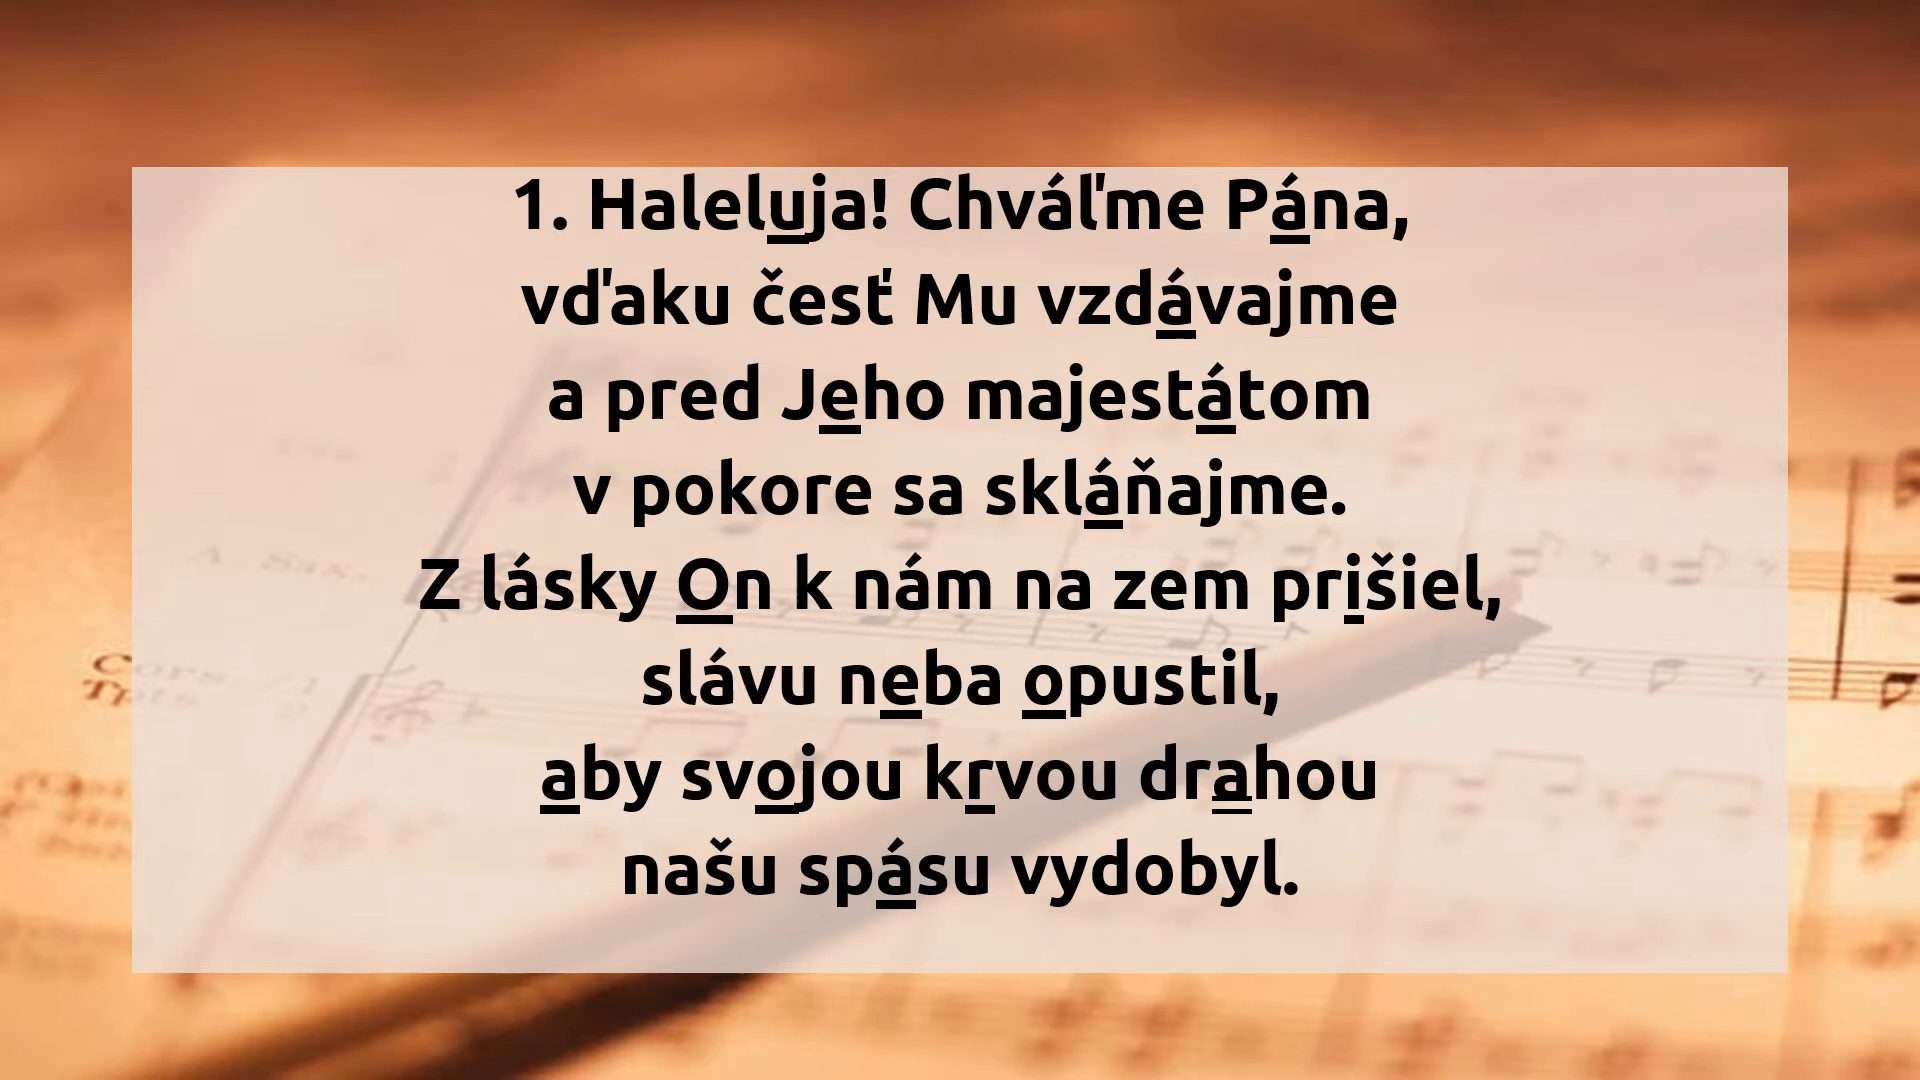 1. Haleluja! Chváľme Pána,
vďaku česť Mu vzdávajme
a pred Jeho majestátom
v pokore sa skláňajme.
Z lásky On k nám na zem prišiel,
slávu neba opustil,
aby svojou krvou drahou
našu spásu vydobyl.